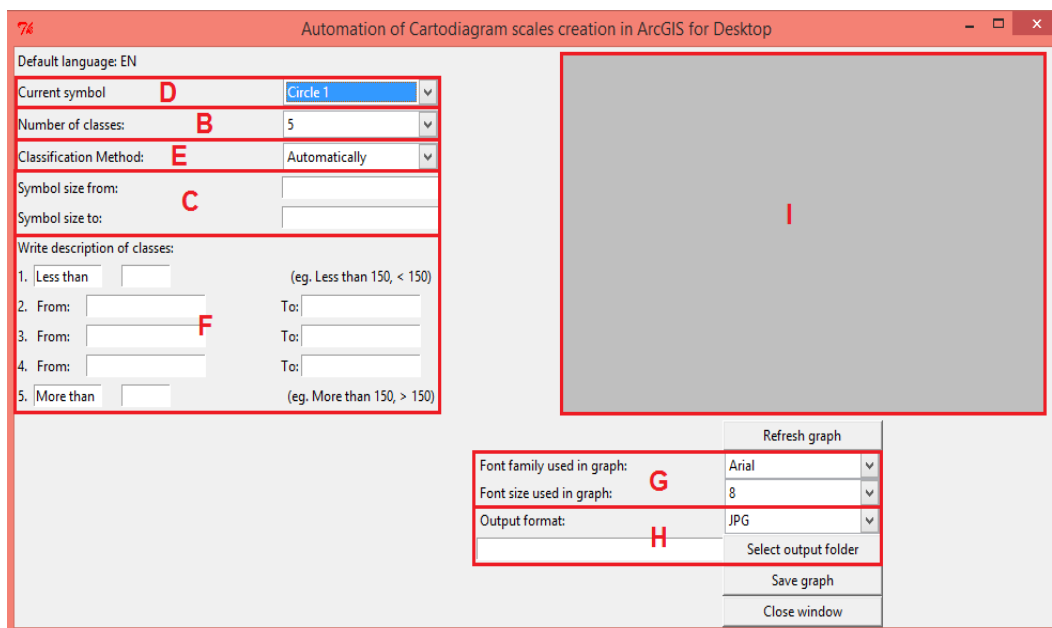 Automation of Cartodiagram scales creation in ArcGIS for Desktop
Default language: EN
Current symbol D Circle 1
Number of classes: B 5
Classification Method: E Automatically
Symbol size from:
C
Symbol size to:
Write description of classes:
1. Less than (eg. Less than 150, < 150)
2. From: To:
F
3. From: To:
4. From: To:
5. More than (eg. More than 150, > 150)
I
Refresh graph
Font family used in graph: Arial
G
Font size used in graph: 8
Output format: JPG
H
Select output folder
Save graph
Close window